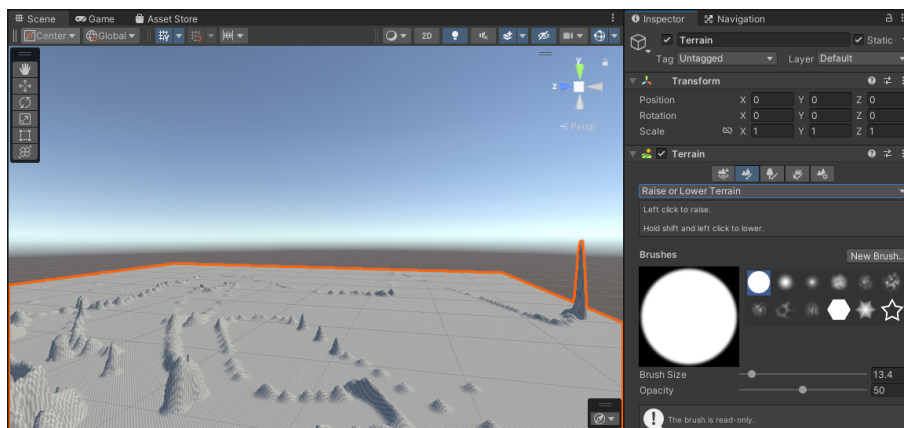 Scene Game Asset Store
Center Global 2D
y
z
Persp
Inspector Navigation
Terrain Static
Tag Untagged Layer Default
Transform
Position X 0 Y 0 Z 0
Rotation X 0 Y 0 Z 0
Scale X 1 Y 1 Z 1
Terrain
Raise or Lower Terrain
Left click to raise.
Hold shift and left click to lower.
Brushes New Brush..
Brush Size 13.4
Opacity 50
The brush is read-only.